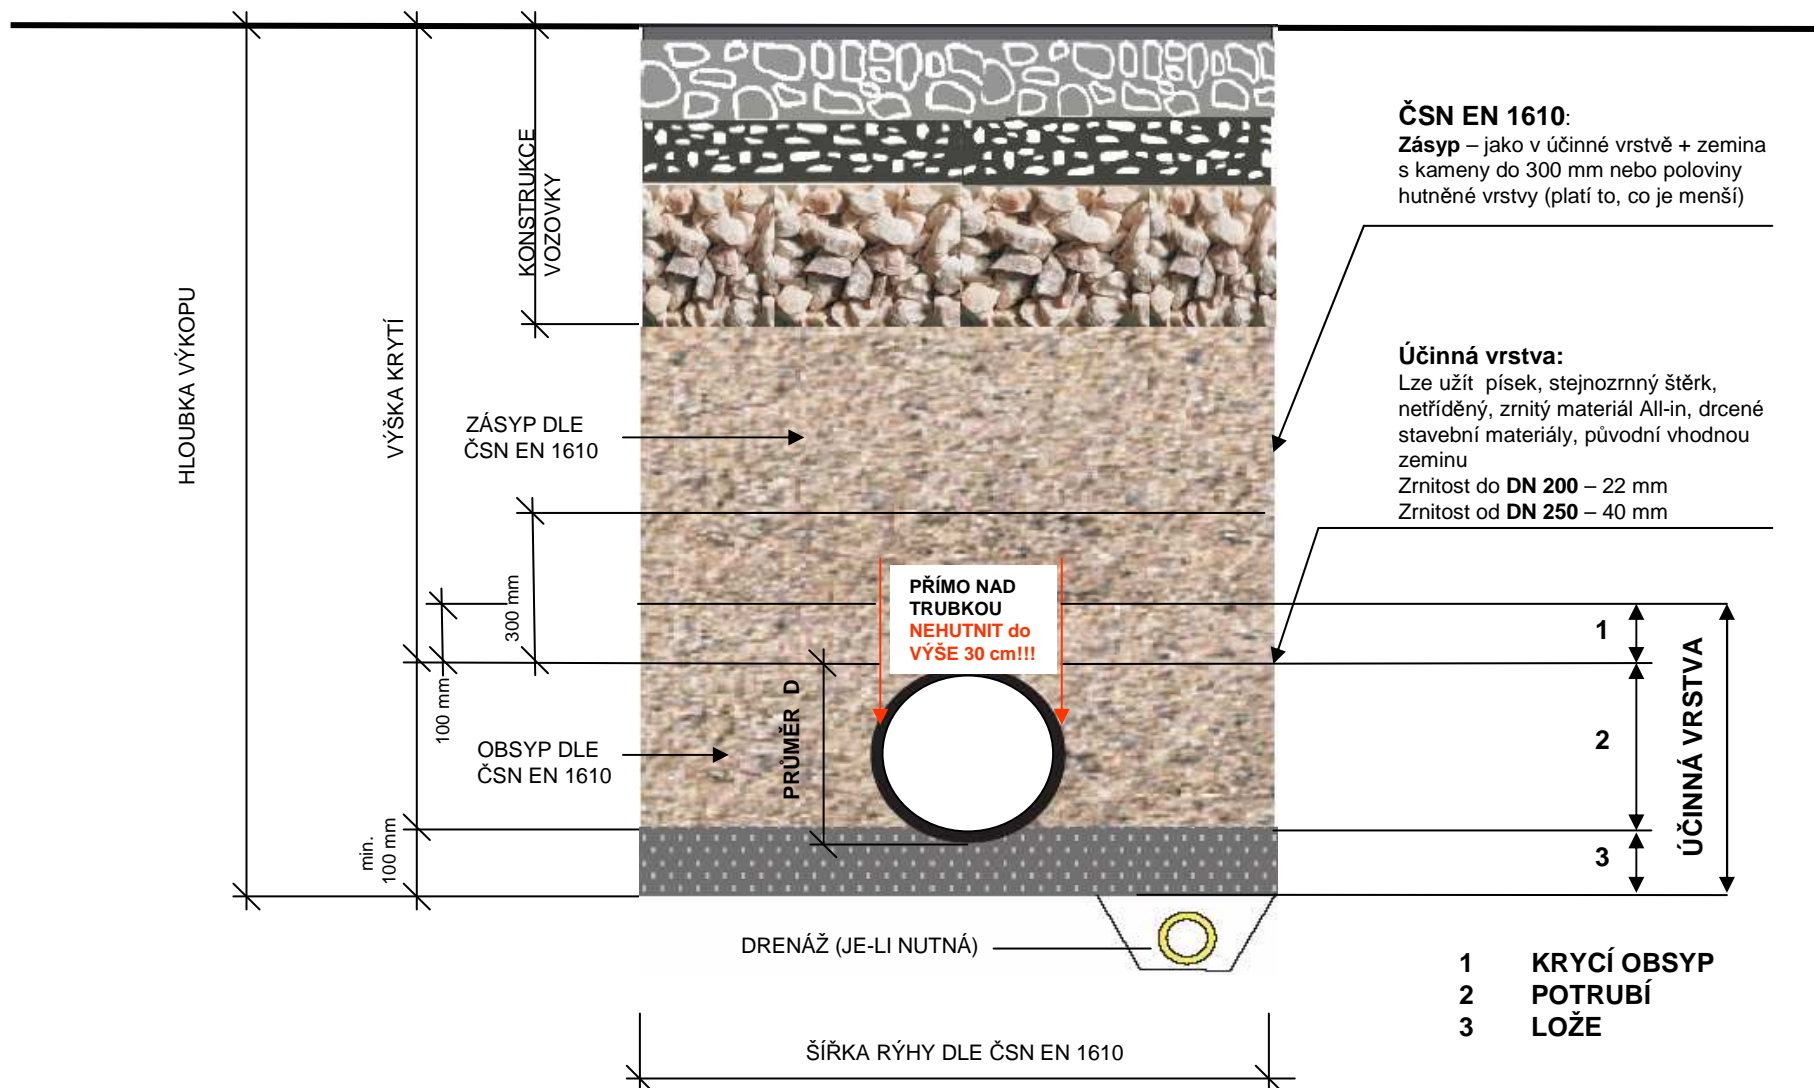 HLOUBKA VÝKOPU
VÝŠKA KRYTÍ
KONSTRUKCE
VOZOVKY
ČSN EN 1610:
Zásyp – jako v účinné vrstvě + zemina
s kameny do 300 mm nebo poloviny
hutněné vrstvy (platí to, co je menší)
Účinná vrstva:
Lze užít písek, stejnozrnný štěrk,
netříděný, zrnitý materiál All-in, drcené
stavební materiály, původní vhodnou
zeminu
Zrnitost do DN 200 – 22 mm
Zrnitost od DN 250 – 40 mm
ZÁSYP DLE
ČSN EN 1610
300 mm
100 mm
PŘÍMO NAD
TRUBKOU
NEHUTNIT do
VÝŠE 30 cm!!!
PRŮMĚR D
OBSYP DLE
ČSN EN 1610
min.
100 mm
1
2
3
ÚČINNÁ VRSTVA
DRENÁŽ (JE-LI NUTNÁ)
1 KRYCÍ OBSYP
2 POTRUBÍ
3 LOŽE
ŠÍŘKA RÝHY DLE ČSN EN 1610